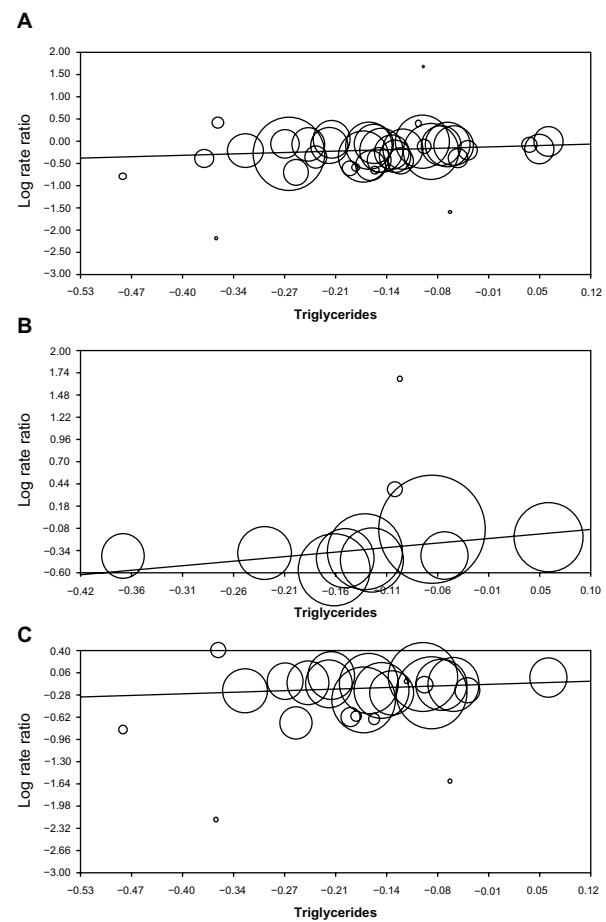 A
2.00
1.50
1.00
0.50
0.00
−0.50
−1.00
−1.50
−2.00
−2.50
−3.00
Log rate ratio
−0.53 −0.47 −0.40 −0.34 −0.27 −0.21 −0.14 −0.08 −0.01 0.05 0.12
Triglycerides
B
2.00
1.74
1.48
1.22
0.96
0.70
0.44
0.18
−0.08
−0.34
−0.60
Log rate ratio
−0.42 −0.36 −0.31 −0.26 −0.21 −0.16 −0.11 −0.06 −0.01 0.05 0.10
Triglycerides
C
0.40
0.06
−0.28
−0.62
−0.96
−1.30
−1.64
−1.98
−2.32
−2.66
−3.00
Log rate ratio
−0.53 −0.47 −0.40 −0.34 −0.27 −0.21 −0.14 −0.08 −0.01 0.05 0.12
Triglycerides